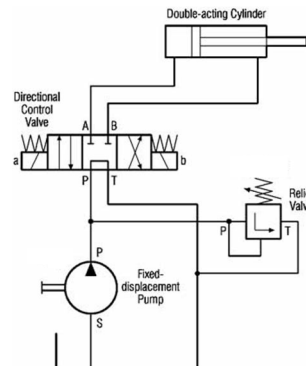 Double-acting Cylinder
Directional
Control
Valve
A B
a
b
P T
P
T
P
Fixed-
displacement
Pump
S